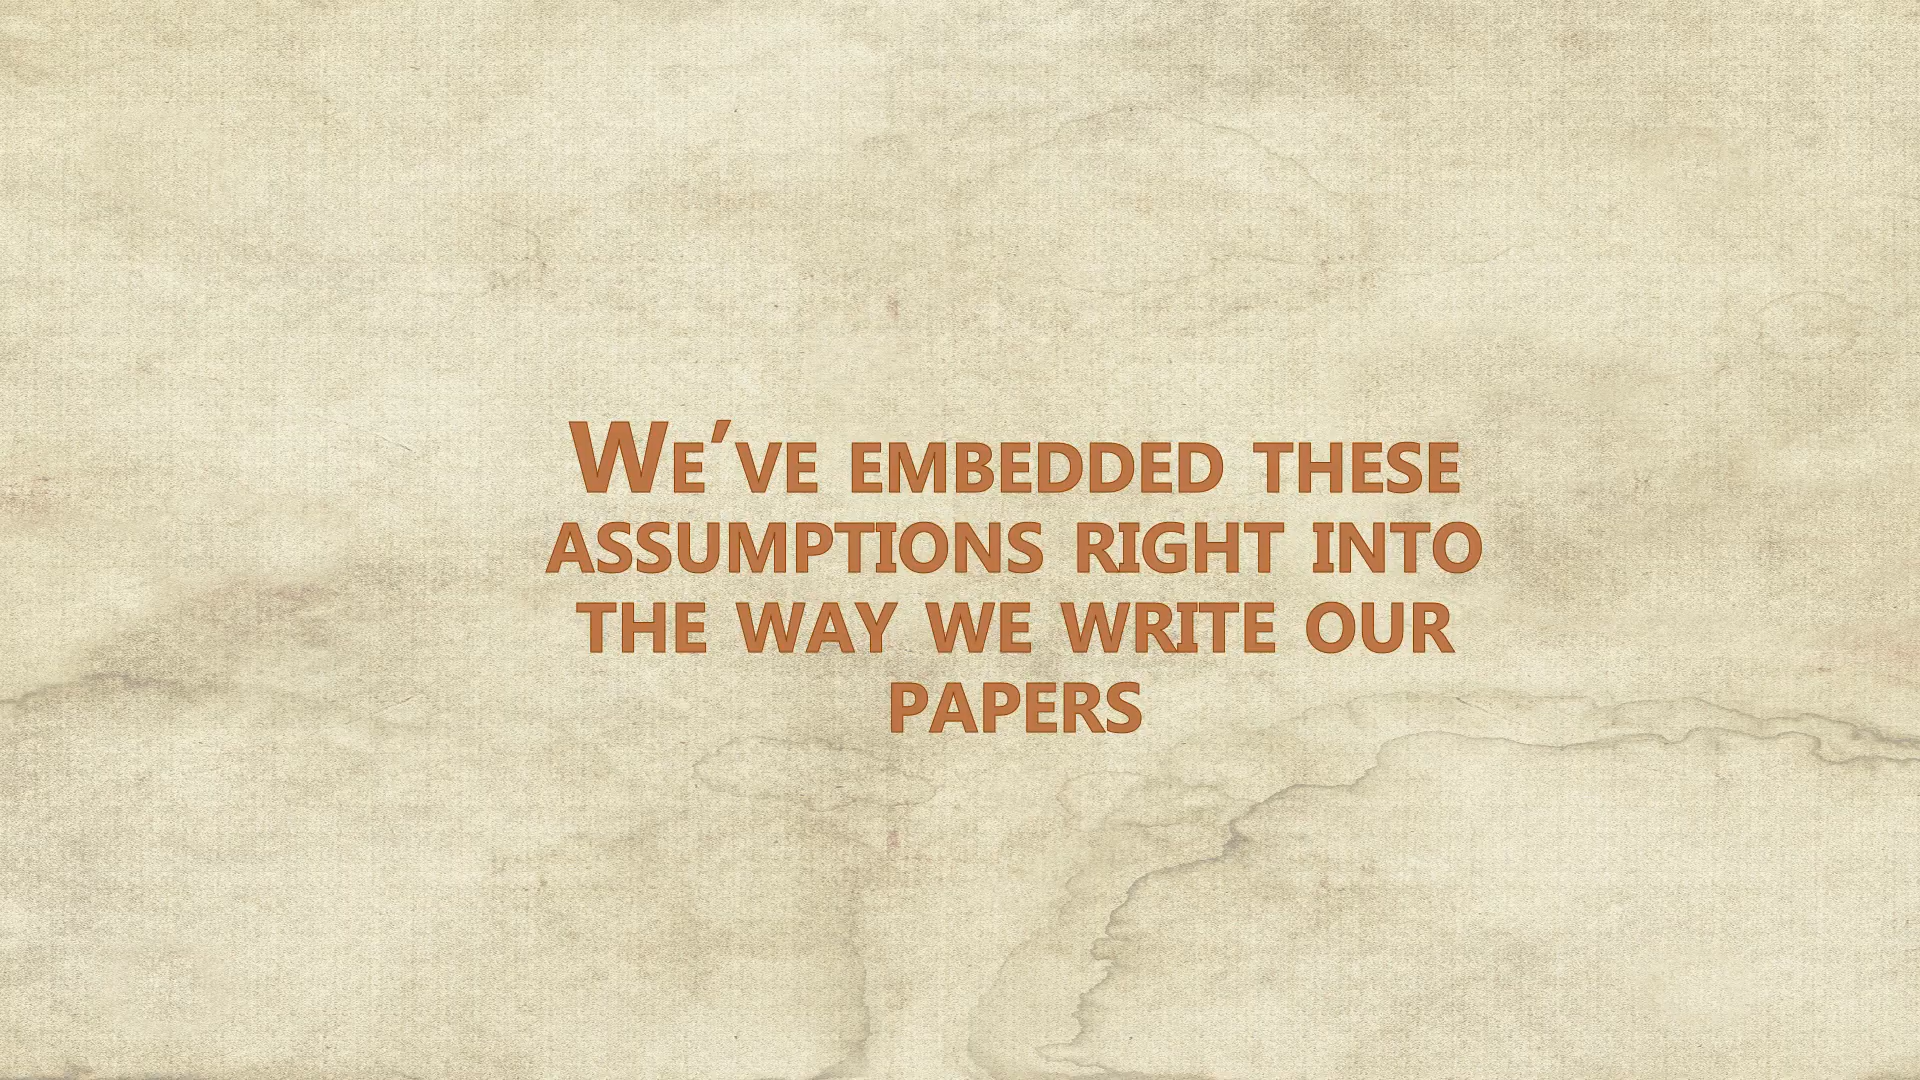 We’ve embedded these
assumptions right into
the way we write our
papers